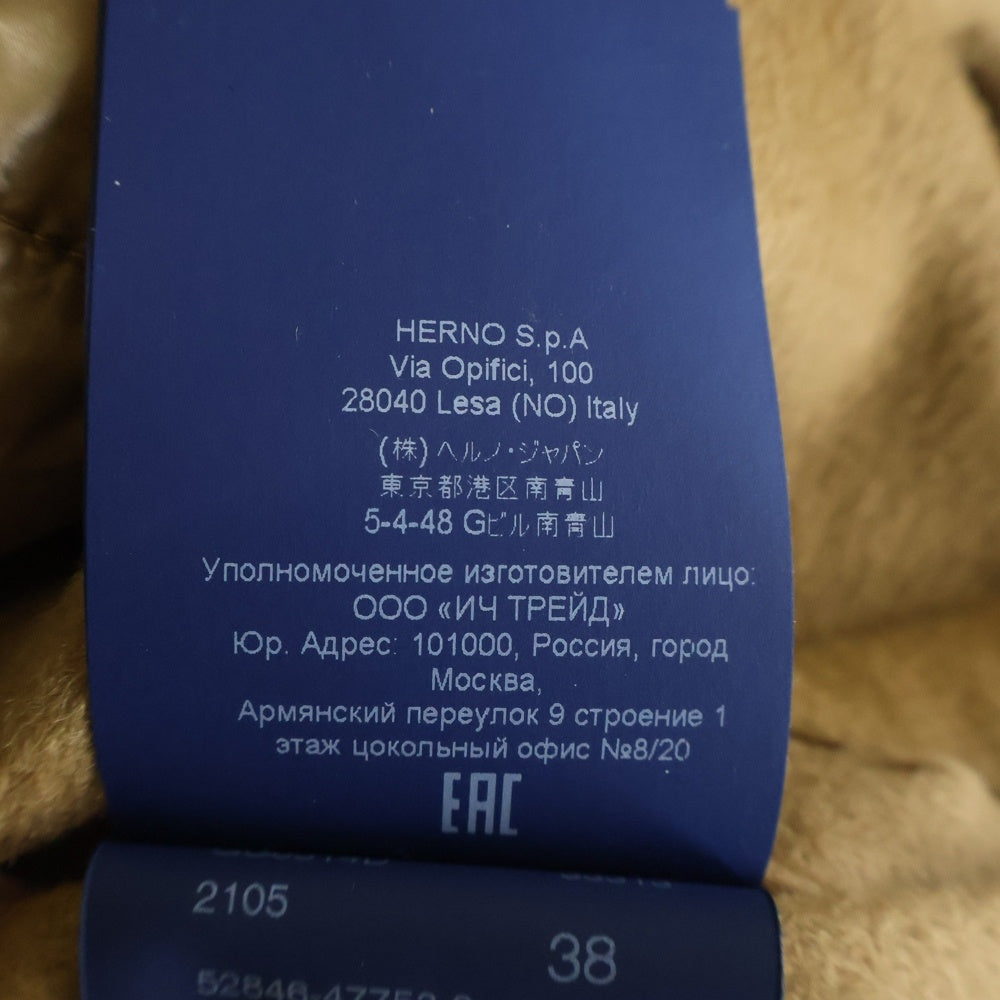 HERNO S.p.A
Via Opifici, 100
28040 Lesa (NO) Italy
(株)ヘルノ・ジャパン
東京都港区南青山
5-4-48 Gビル南青山
Уполномоченное изготовителем лицо:
ООО «ИЧ ТРЕЙД»
Юр. Адрес: 101000, Россия, город
Москва,
Армянский переулок 9 строение 1
этаж цокольный офис №8/20
EAC
2105
38